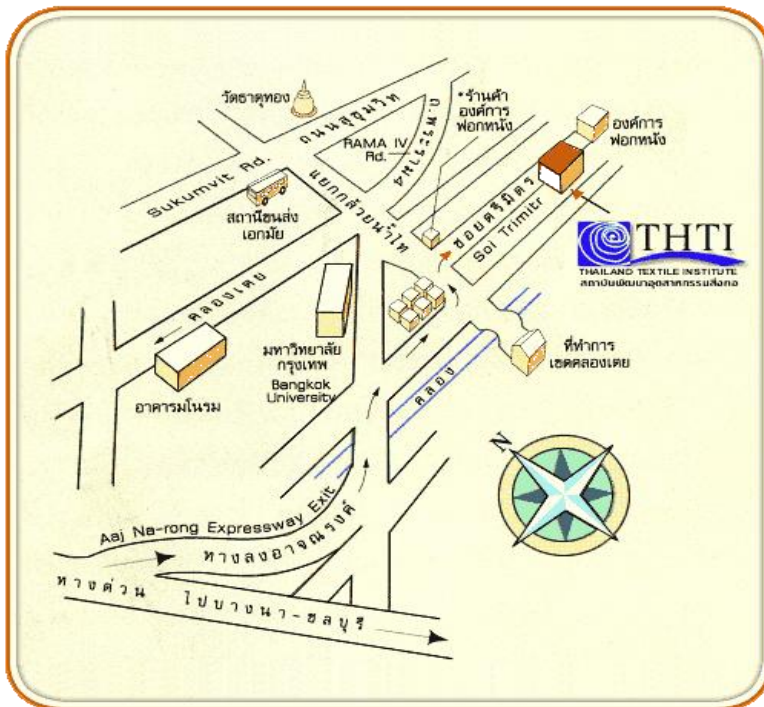 วัดธาตุทอง
Sukumvit Rd.
ถนนสุขุมวิท
RAMA IV
Rd.
ถ.พระราม4
*ร้านค้า
องค์การ
ฟอกหนัง
องค์การ
ฟอกหนัง
สถานีขนส่ง
เอกมัย
แยกกล้วยน้ำไท
ซอยตรีมิตร
Soi Trimitr
THTI
THAILAND TEXTILE INSTITUTE
สถาบันพัฒนาอุตสาหกรรมสิ่งทอ
คลองเตย
อาคารมโนรม
มหาวิทยาลัย
กรุงเทพ
Bangkok
University
ที่ทำการ
เขตคลองเตย
คลอง
N
Aaj Na-rong Expressway Exit
ทางลงอาจณรงค์
ทางด่วน ไปบางนา-ชลบุรี